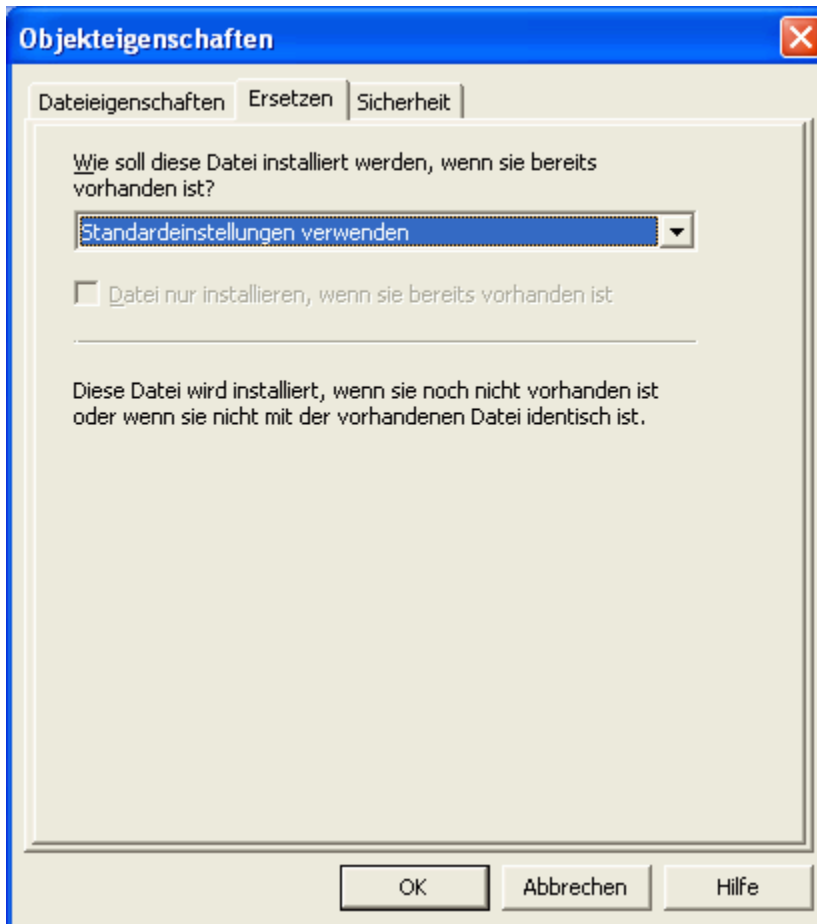 Objekteigenschaften
Dateieigenschaften Ersetzen Sicherheit
Wie soll diese Datei installiert werden, wenn sie bereits
vorhanden ist?
Standardeinstellungen verwenden
Datei nur installieren, wenn sie bereits vorhanden ist
Diese Datei wird installiert, wenn sie noch nicht vorhanden ist
oder wenn sie nicht mit der vorhandenen Datei identisch ist.
OK Abbrechen Hilfe